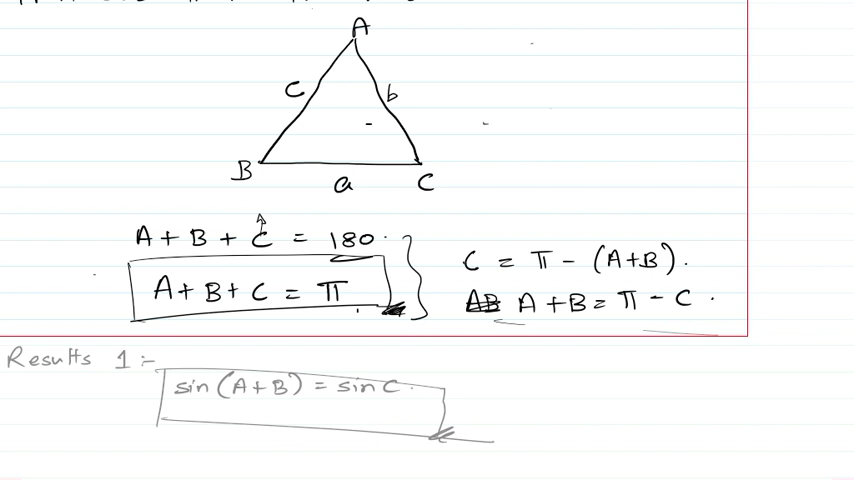 A
c
b
B
a
C
A + B + C = 180.
A + B + C = π
C = π - (A+B).
A + B = π - C .
Results 1 :-
sin (A + B) = sin C .